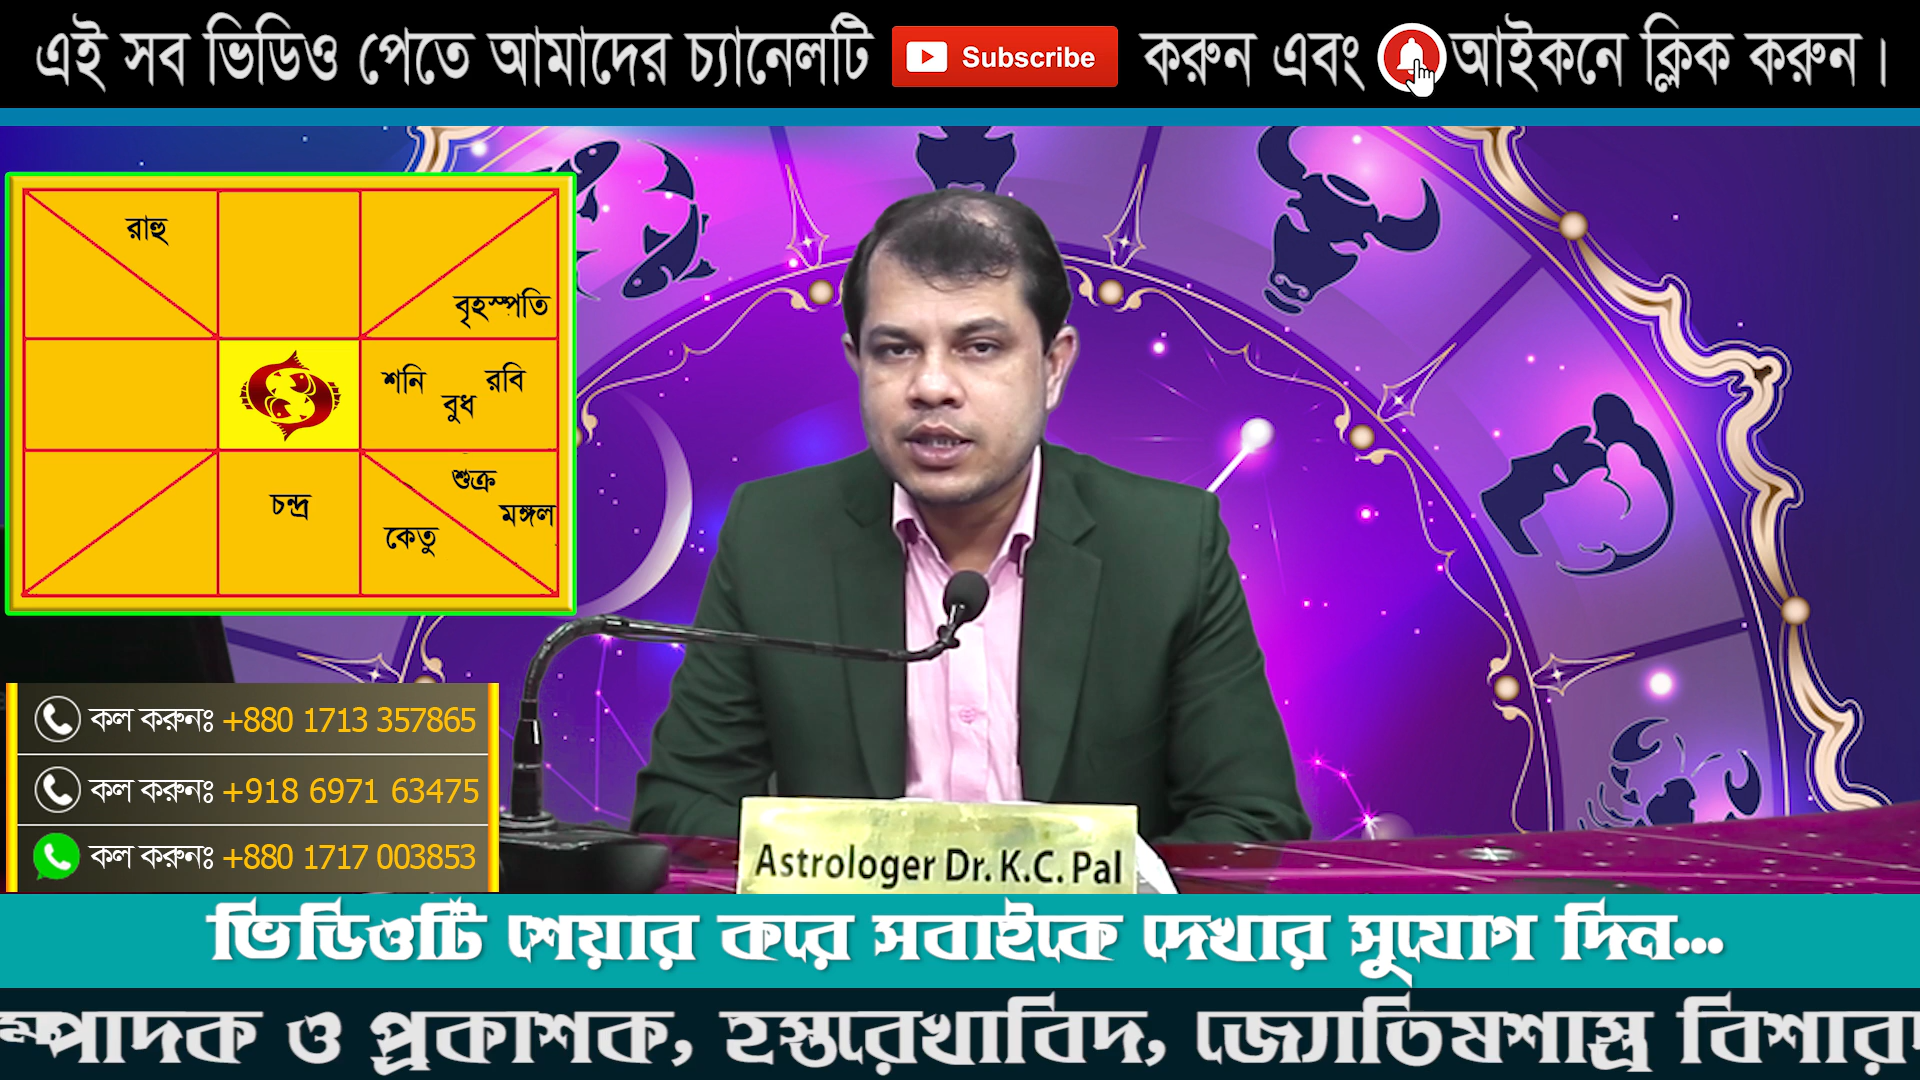 এই সব ভিডিও পেতে আমাদের চ্যানেলটি Subscribe করুন এবং আইকনে ক্লিক করুন।
রাহু
বৃহস্পতি
শনি
রবি
বুধ
শুক্র
চন্দ্র
মঙ্গল
কেতু
কল করুনঃ +880 1713 357865
কল করুনঃ +918 6971 63475
কল করুনঃ +880 1717 003853
Astrologer Dr. K.C. Pal
ভিডিওটি শেয়ার করে সবাইকে দেখার সুযোগ দিন...
ম্পাদক ও প্রকাশক, হস্তরেখাবিদ, জ্যোতিষশাস্ত্র বিশার